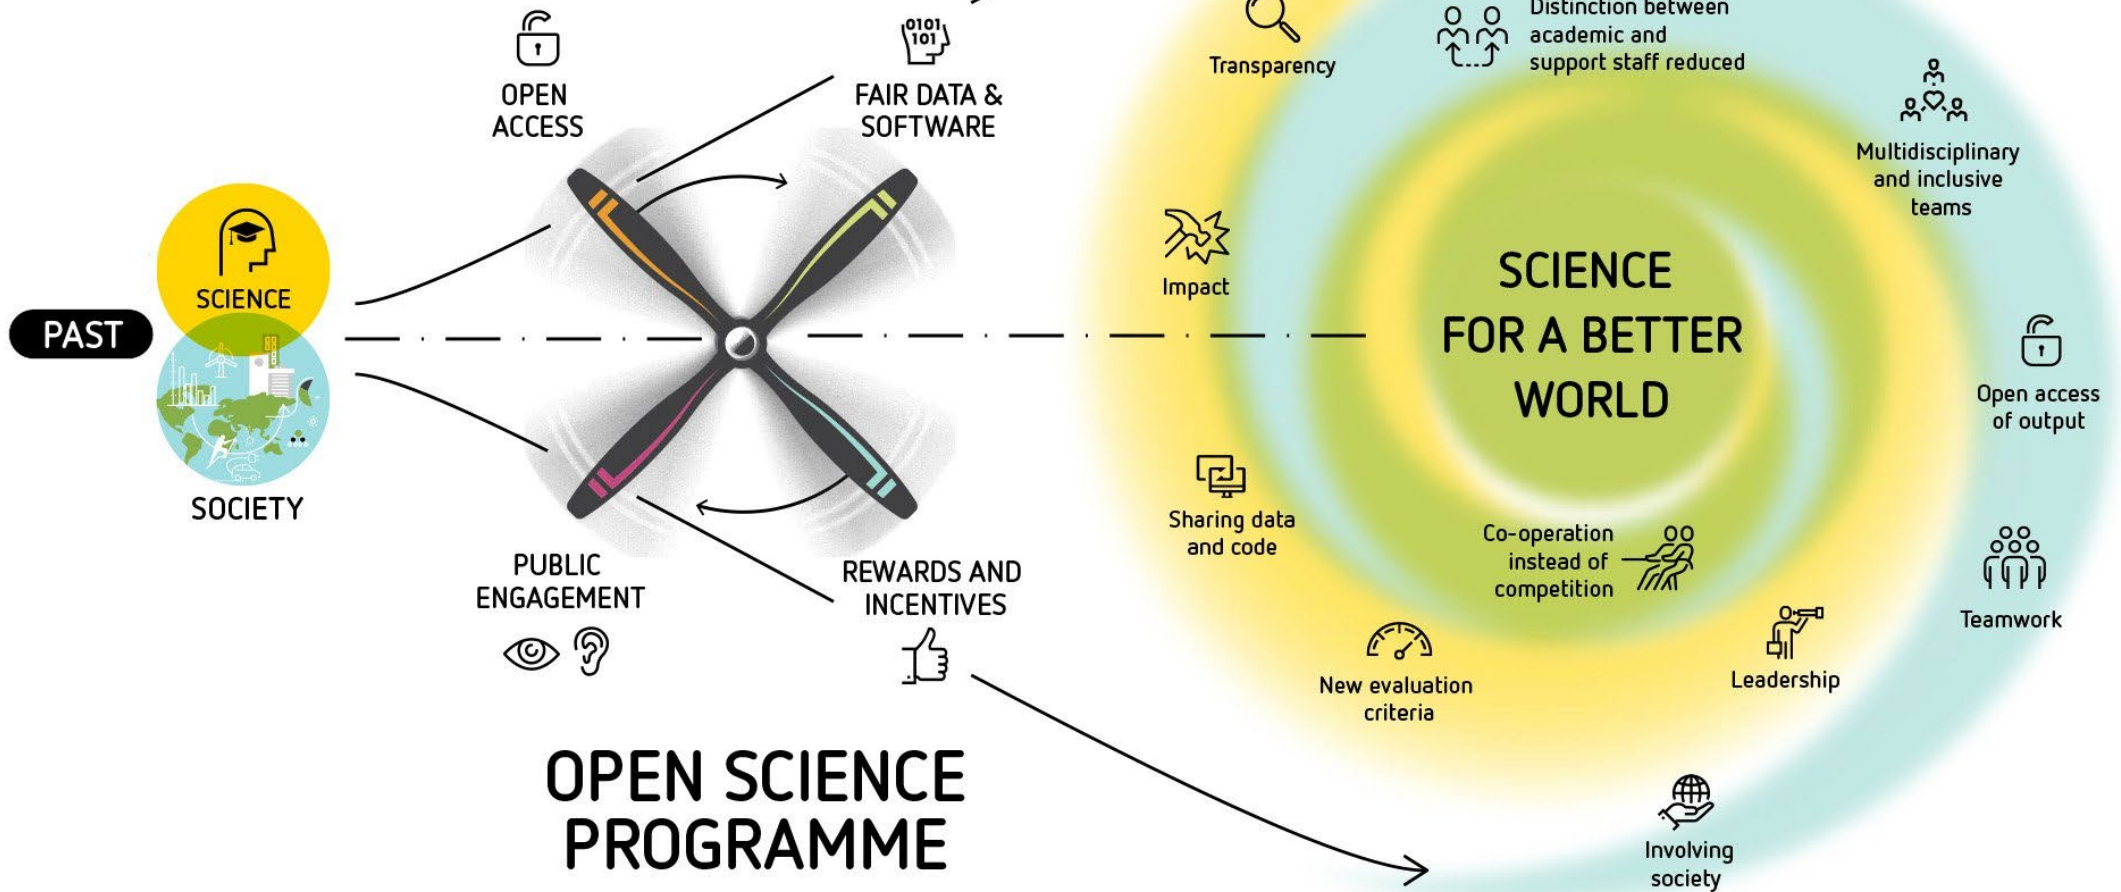 OPEN
ACCESS
0101
101
FAIR DATA &
SOFTWARE
PAST
SCIENCE
SOCIETY
PUBLIC
ENGAGEMENT
REWARDS AND
INCENTIVES
OPEN SCIENCE
PROGRAMME
Transparency
Distinction between
academic and
support staff reduced
Multidisciplinary
and inclusive
teams
Impact
SCIENCE
FOR A BETTER
WORLD
Open access
of output
Sharing data
and code
Co-operation
instead of
competition
Teamwork
New evaluation
criteria
Leadership
Involving
society